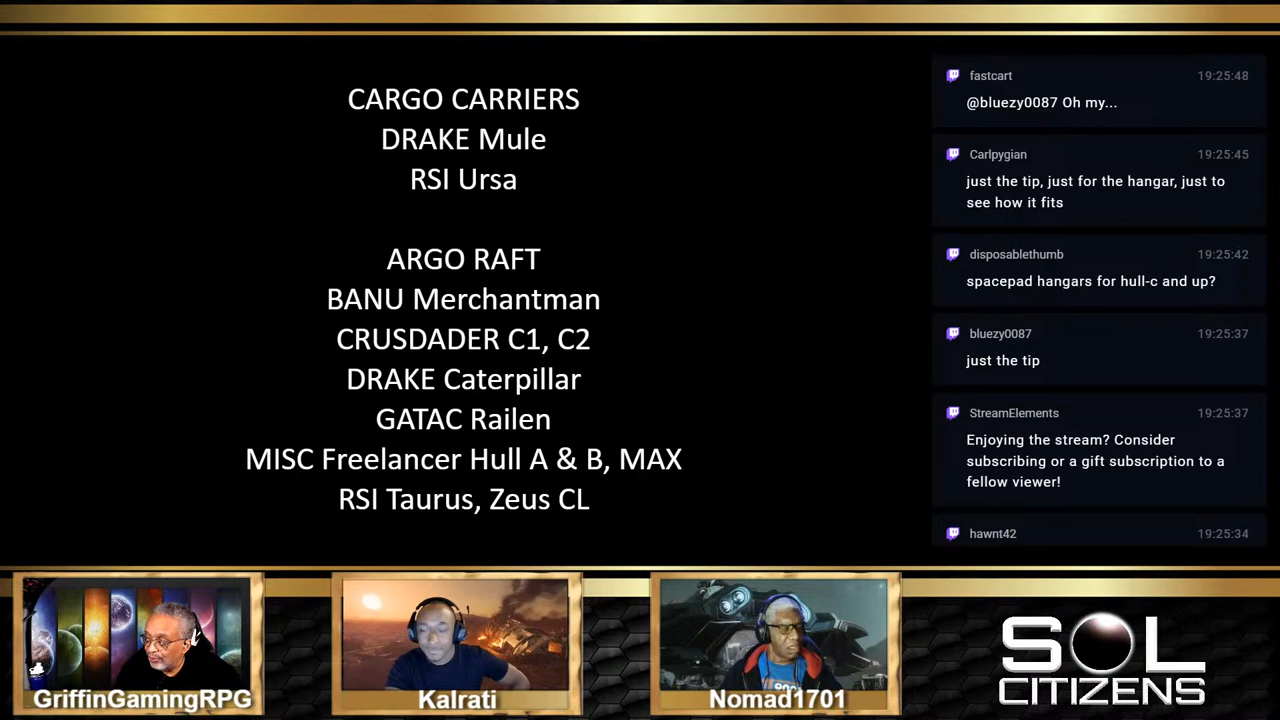 CARGO CARRIERS
DRAKE Mule
RSI Ursa
ARGO RAFT
BANU Merchantman
CRUSDADER C1, C2
DRAKE Caterpillar
GATAC Railen
MISC Freelancer Hull A & B, MAX
RSI Taurus, Zeus CL
fastcart 19:25:48
@bluezy0087 Oh my...
Carlpygian 19:25:45
just the tip, just for the hangar, just to
see how it fits
disposablethumb 19:25:42
spacepad hangars for hull-c and up?
bluezy0087 19:25:37
just the tip
StreamElements 19:25:37
Enjoying the stream? Consider
subscribing or a gift subscription to a
fellow viewer!
hawnt42 19:25:34
GriffinGamingRPG
Kalrati
Nomad1701
SOL
CITIZENS